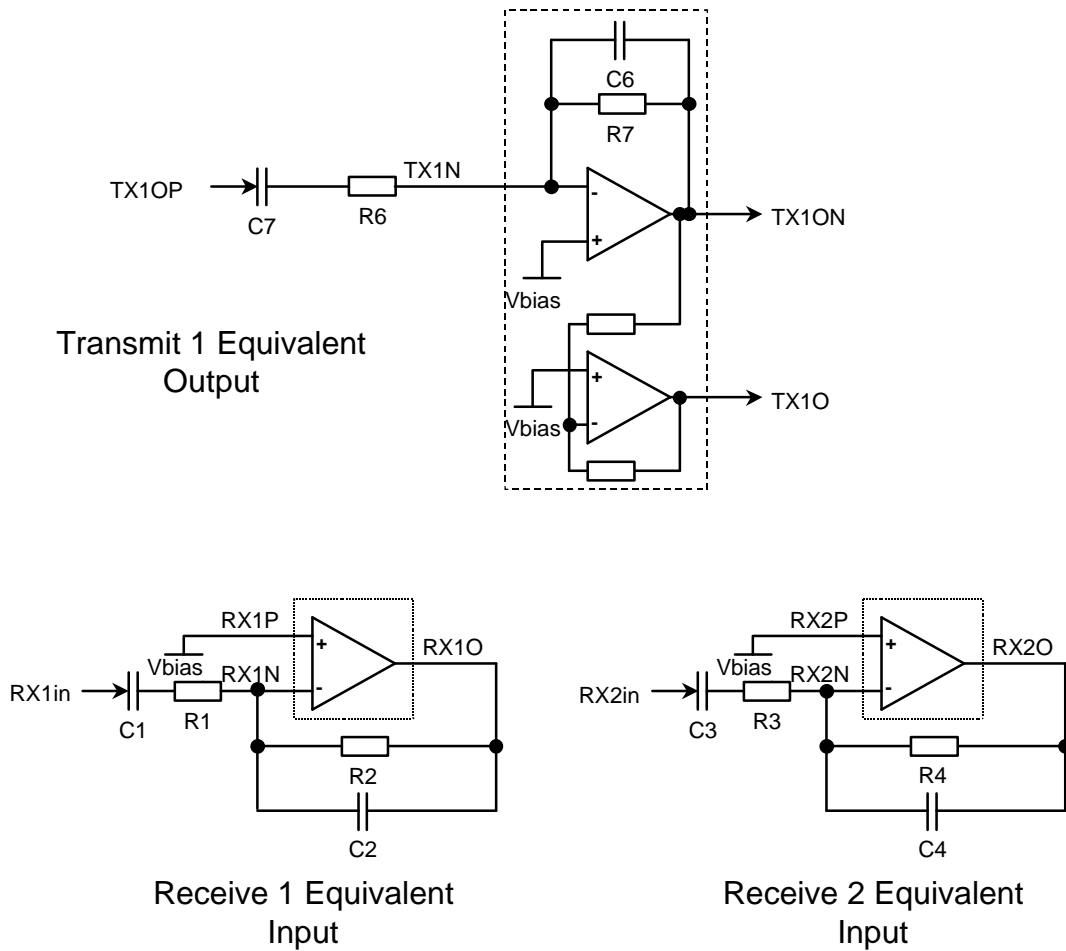 C6
R7
TX1N
TX1OP
-
C7
R6
TX1ON
+
Vbias
Transmit 1 Equivalent
Output
+
TX1O
Vbias
-
RX1P
+
RX1O
Vbias
RX1N
-
RX1in
C1
R1
R2
C2
Receive 1 Equivalent
Input
RX2P
+
RX2O
Vbias
RX2N
-
RX2in
C3
R3
R4
C4
Receive 2 Equivalent
Input